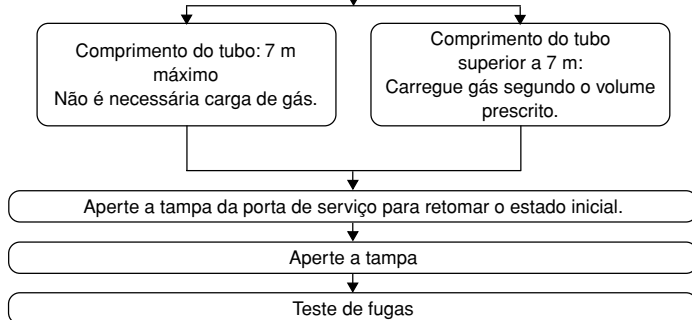 Comprimento do tubo: 7 m
máximo
Não é necessária carga de gás.
Comprimento do tubo
superior a 7 m:
Carregue gás segundo o volume
prescrito.
Aperte a tampa da porta de serviço para retomar o estado inicial.
Aperte a tampa
Teste de fugas